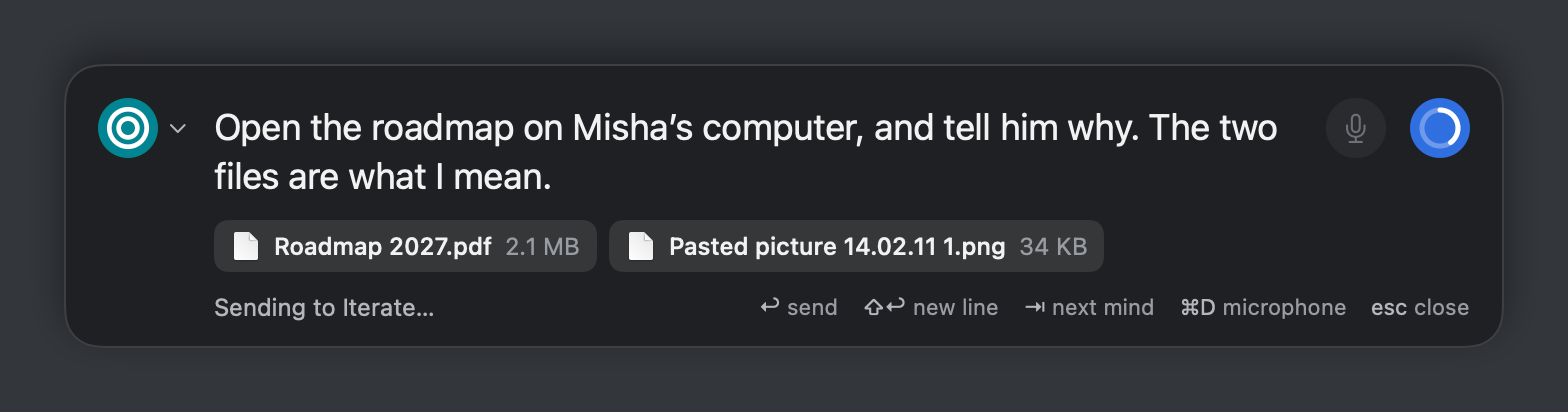 Open the roadmap on Misha’s computer, and tell him why. The two
files are what I mean.
Roadmap 2027.pdf 2.1 MB Pasted picture 14.02.11 1.png 34 KB
Sending to Iterate… ↩ send ⇧↩ new line ⇥ next mind ⌘D microphone esc close